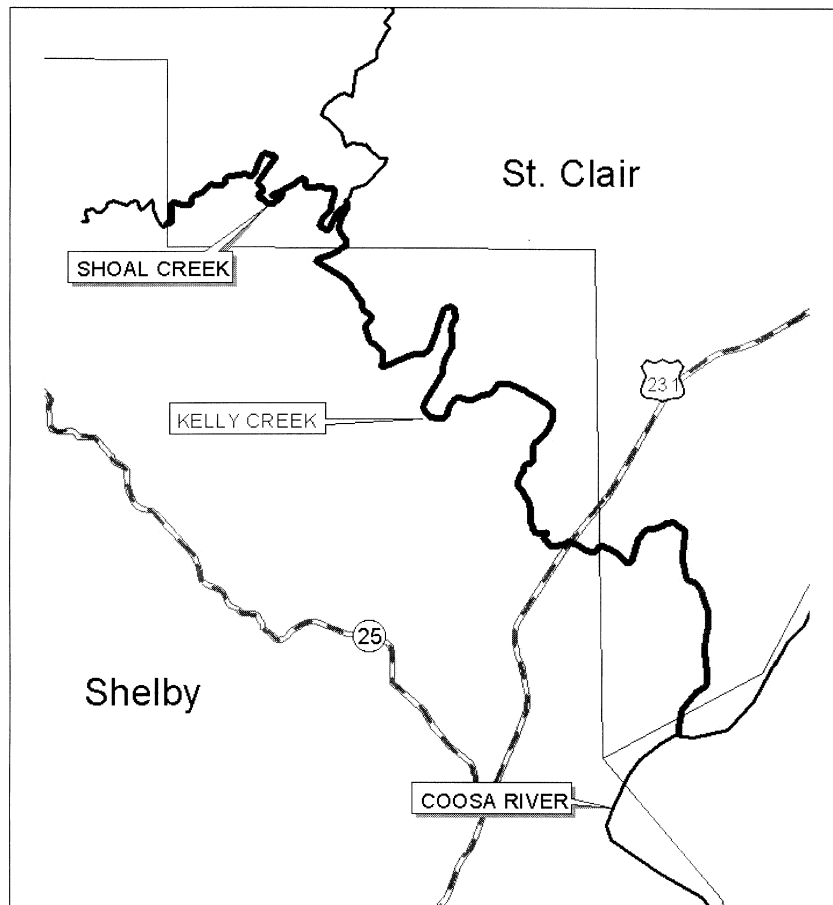 St. Clair
SHOAL CREEK
231
KELLY CREEK
25
Shelby
COOSA RIVER